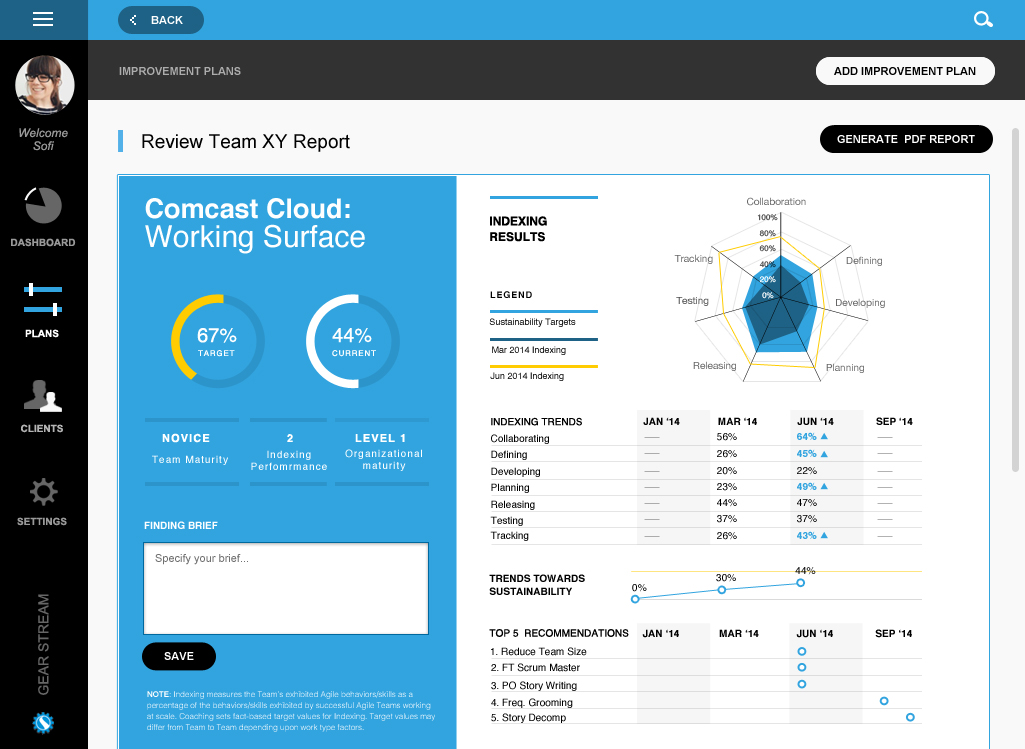 BACK
IMPROVEMENT PLANS
ADD IMPROVEMENT PLAN
Welcome
Sofi
DASHBOARD
PLANS
CLIENTS
SETTINGS
GEAR STREAM
Review Team XY Report
GENERATE PDF REPORT
Comcast Cloud:
Working Surface
67%
TARGET
44%
CURRENT
NOVICE
Team Maturity
2
Indexing
Perfomrmance
LEVEL 1
Organizational
maturity
FINDING BRIEF
Specify your brief...
SAVE
NOTE: Indexing measures the Team's exhibited Agile behaviors/skills as a
percentage of the behaviors/skills exhibited by successful Agile Teams working
at scale. Coaching sets fact-based target values for Indexing. Target values may
differ from Team to Team depending upon work type factors.
INDEXING
RESULTS
LEGEND
Sustainability Targets
Mar 2014 Indexing
Jun 2014 Indexing
Collaboration
100%
80%
60%
40%
20%
0%
Tracking
Defining
Testing
Developing
Releasing
Planning
INDEXING TRENDS JAN '14 MAR '14 JUN '14 SEP '14
Collaborating — 56% 64% ▲ —
Defining — 26% 45% ▲ —
Developing — 20% 22% —
Planning — 23% 49% ▲ —
Releasing — 44% 47% —
Testing — 37% 37% —
Tracking — 26% 43% ▲ —
TRENDS TOWARDS
SUSTAINABILITY
0% 30% 44%
TOP 5 RECOMMENDATIONS JAN '14 MAR '14 JUN '14 SEP '14
1. Reduce Team Size
2. FT Scrum Master
3. PO Story Writing
4. Freq. Grooming
5. Story Decomp